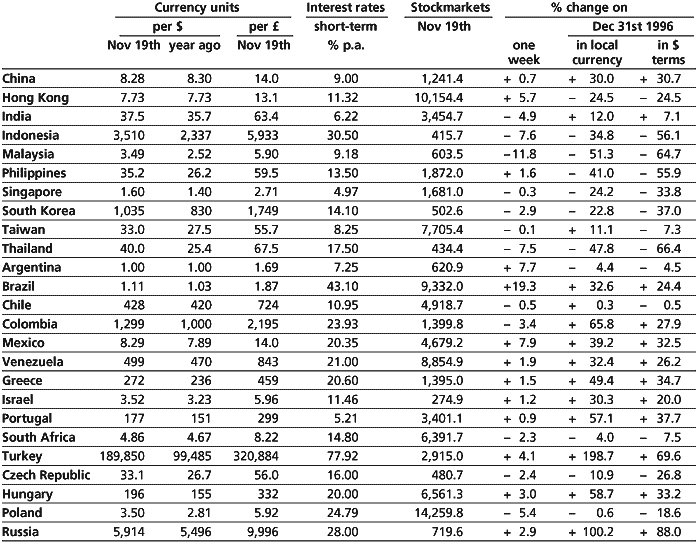 Currency units Interest rates Stockmarkets % change on
per $ per £ short-term Nov 19th Dec 31st 1996
Nov 19th year ago Nov 19th % p.a. one in local in $
week currency terms
China 8.28 8.30 14.0 9.00 1,241.4 + 0.7 + 30.0 + 30.7
Hong Kong 7.73 7.73 13.1 11.32 10,154.4 + 5.7 − 24.5 − 24.5
India 37.5 35.7 63.4 6.22 3,454.7 − 4.9 + 12.0 + 7.1
Indonesia 3,510 2,337 5,933 30.50 415.7 − 7.6 − 34.8 − 56.1
Malaysia 3.49 2.52 5.90 9.18 603.5 −11.8 − 51.3 − 64.7
Philippines 35.2 26.2 59.5 13.50 1,872.0 + 1.6 − 41.0 − 55.9
Singapore 1.60 1.40 2.71 4.97 1,681.0 − 0.3 − 24.2 − 33.8
South Korea 1,035 830 1,749 14.10 502.6 − 2.9 − 22.8 − 37.0
Taiwan 33.0 27.5 55.7 8.25 7,705.4 − 0.1 + 11.1 − 7.3
Thailand 40.0 25.4 67.5 17.50 434.4 − 7.5 − 47.8 − 66.4
Argentina 1.00 1.00 1.69 7.25 620.9 + 7.7 − 4.4 − 4.5
Brazil 1.11 1.03 1.87 43.10 9,332.0 +19.3 + 32.6 + 24.4
Chile 428 420 724 10.95 4,918.7 − 0.5 + 0.3 − 0.5
Colombia 1,299 1,000 2,195 23.93 1,399.8 − 3.4 + 65.8 + 27.9
Mexico 8.29 7.89 14.0 20.35 4,679.2 + 7.9 + 39.2 + 32.5
Venezuela 499 470 843 21.00 8,854.9 + 1.9 + 32.4 + 26.2
Greece 272 236 459 20.60 1,395.0 + 1.5 + 49.4 + 34.7
Israel 3.52 3.23 5.96 11.46 274.9 + 1.2 + 30.3 + 20.0
Portugal 177 151 299 5.21 3,401.1 + 0.9 + 57.1 + 37.7
South Africa 4.86 4.67 8.22 14.80 6,391.7 − 2.3 − 4.0 − 7.5
Turkey 189,850 99,485 320,884 77.92 2,915.0 + 4.1 + 198.7 + 69.6
Czech Republic 33.1 26.7 56.0 16.00 480.7 − 2.4 − 10.9 − 26.8
Hungary 196 155 332 20.00 6,561.3 + 3.0 + 58.7 + 33.2
Poland 3.50 2.81 5.92 24.79 14,259.8 − 5.4 − 0.6 − 18.6
Russia 5,914 5,496 9,996 28.00 719.6 + 2.9 + 100.2 + 88.0